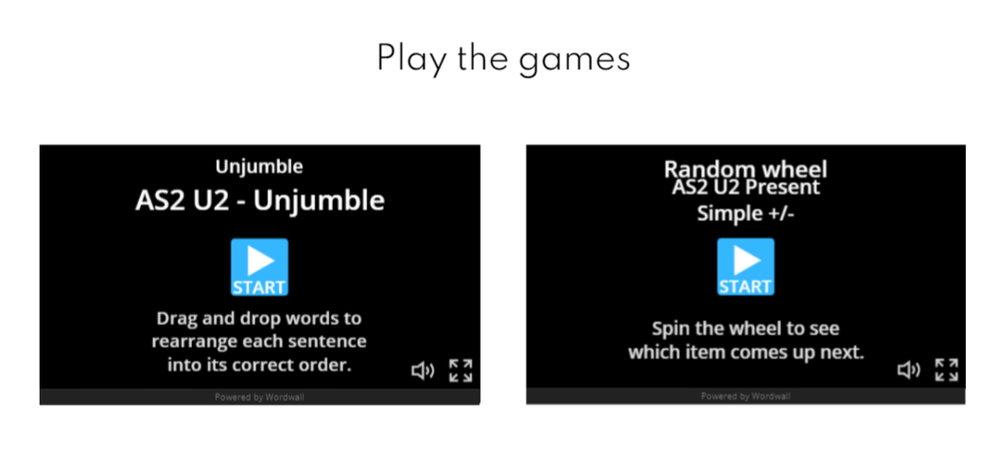 Play the games
Unjumble
AS2 U2 - Unjumble
START
Drag and drop words to
rearrange each sentence
into its correct order.
Powered by Wordwall
Random wheel
AS2 U2 Present
Simple +/-
START
Spin the wheel to see
which item comes up next.
Powered by Wordwall